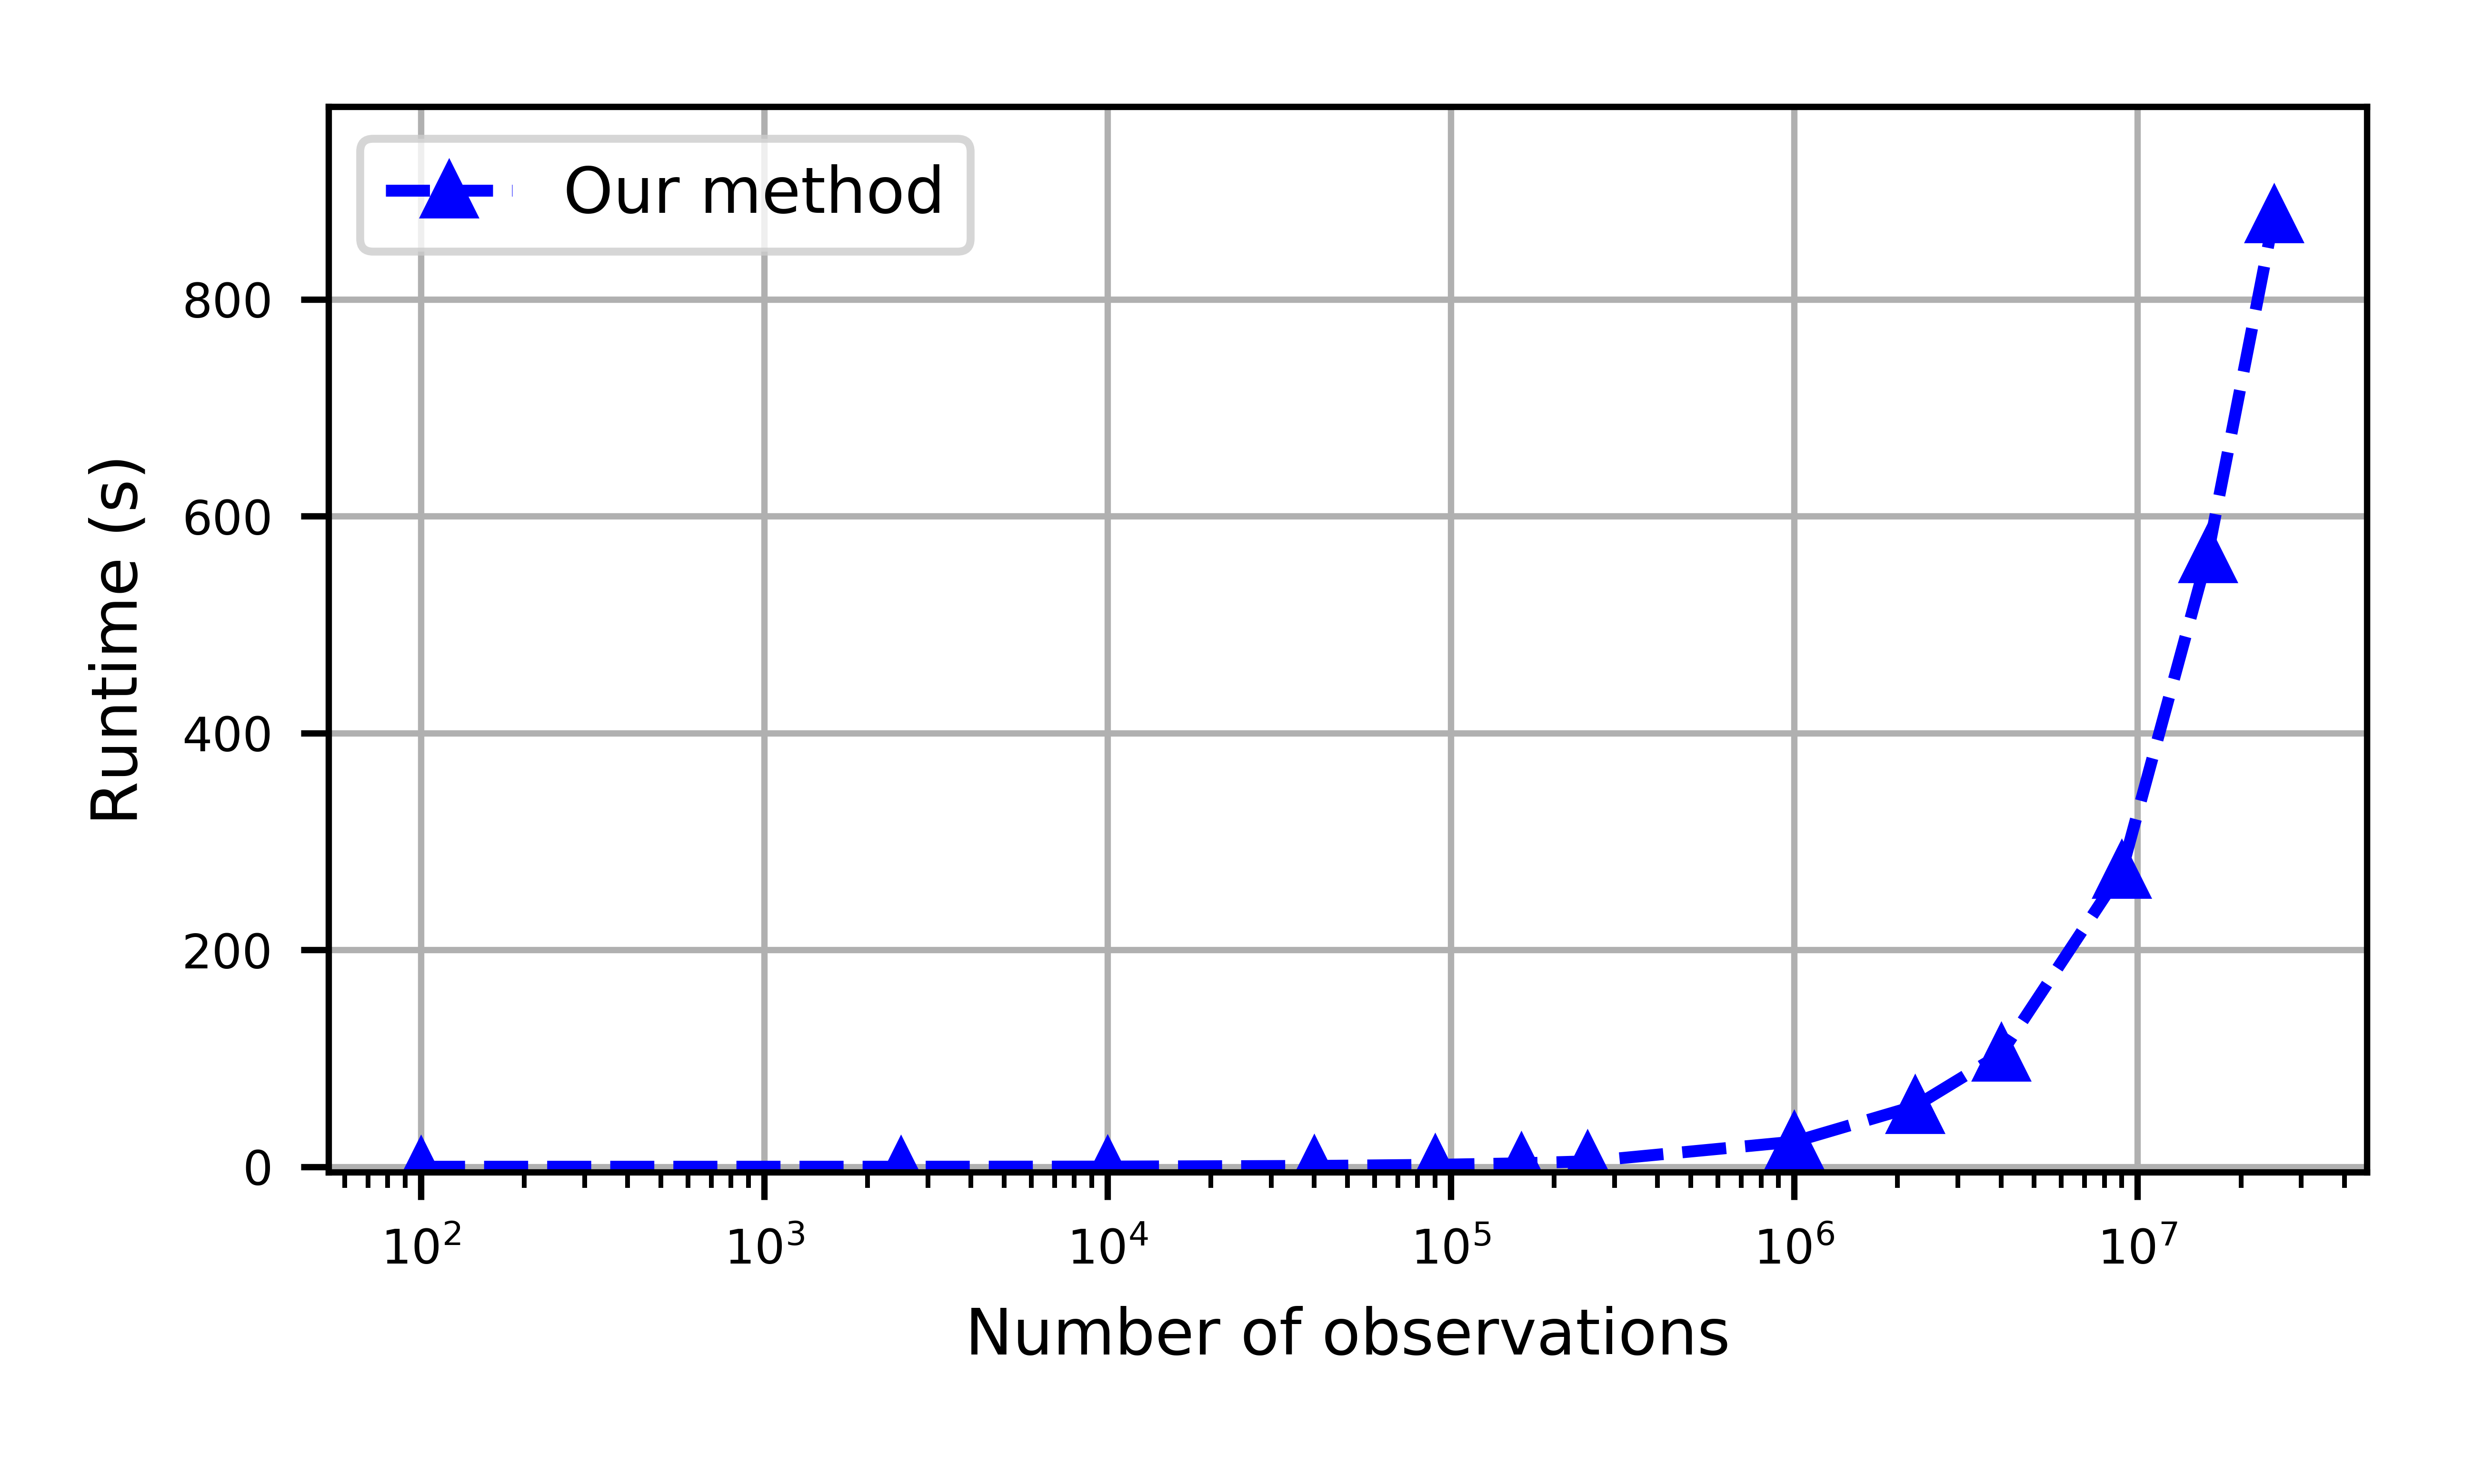 Our method
800
600
400
200
0
Runtime (s)
10² 10³ 10⁴ 10⁵ 10⁶ 10⁷
Number of observations